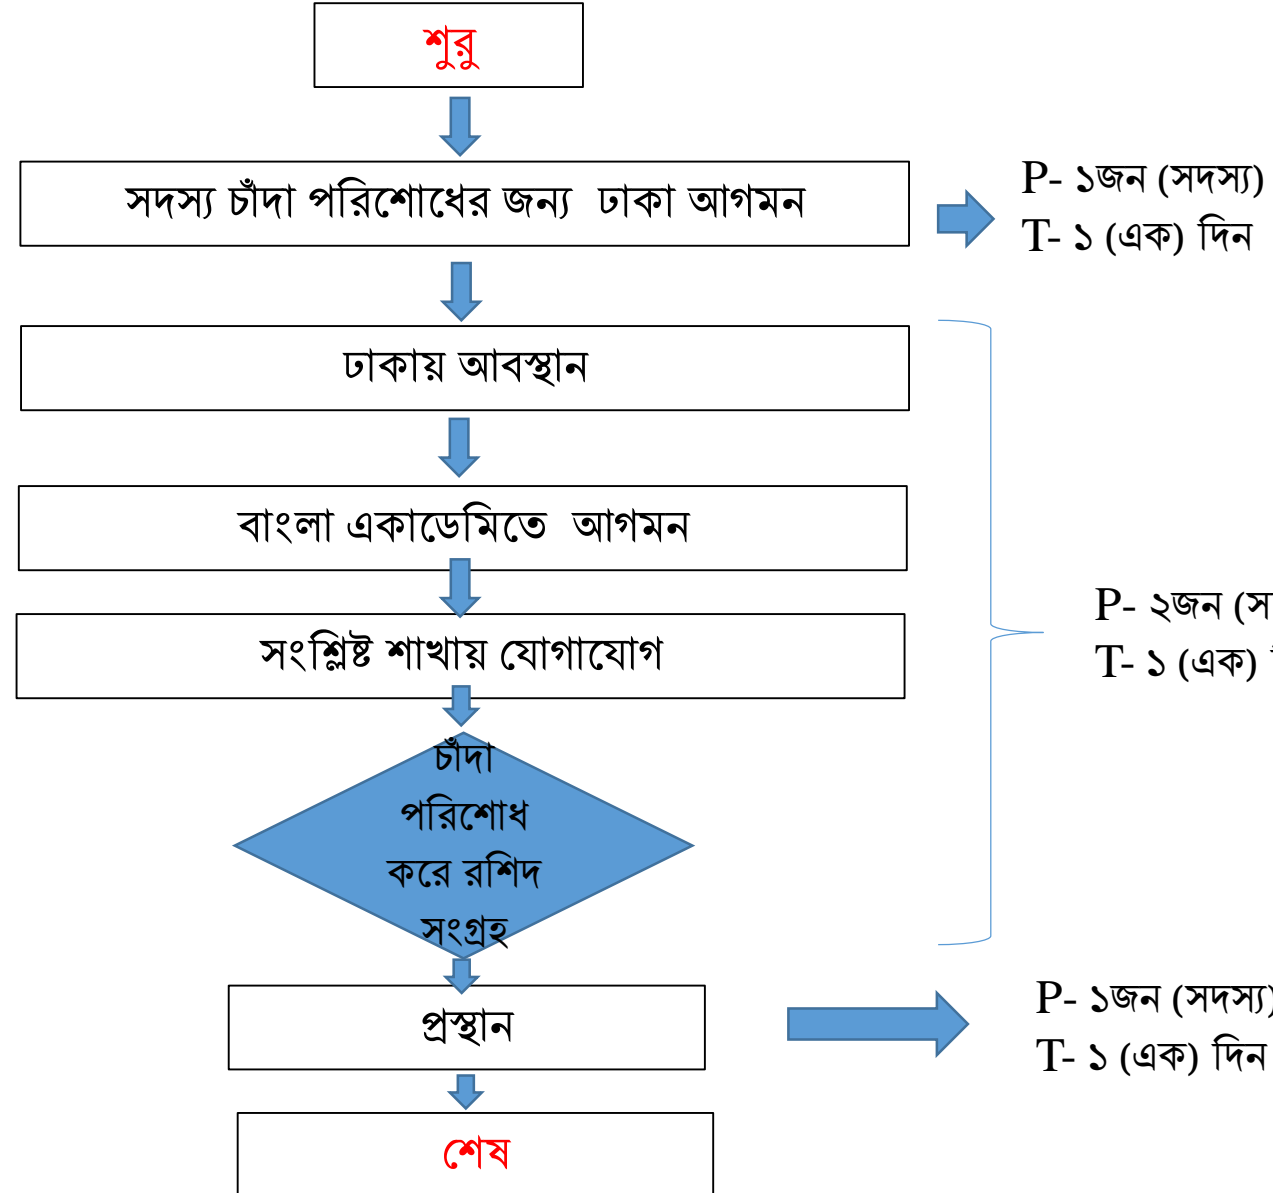 শুরু
সদস্য চাঁদা পরিশোধের জন্য ঢাকা আগমন
P- ১জন (সদস্য)
T- ১ (এক) দিন
ঢাকায় আবস্থান
বাংলা একাডেমিতে আগমন
সংশ্লিষ্ট শাখায় যোগাযোগ
P- ২জন
T- ১ (এক)
চাঁদা
পরিশোধ
করে রশিদ
সংগ্রহ
প্রস্থান
P- ১জন (সদস্য)
T- ১ (এক) দিন
শেষ